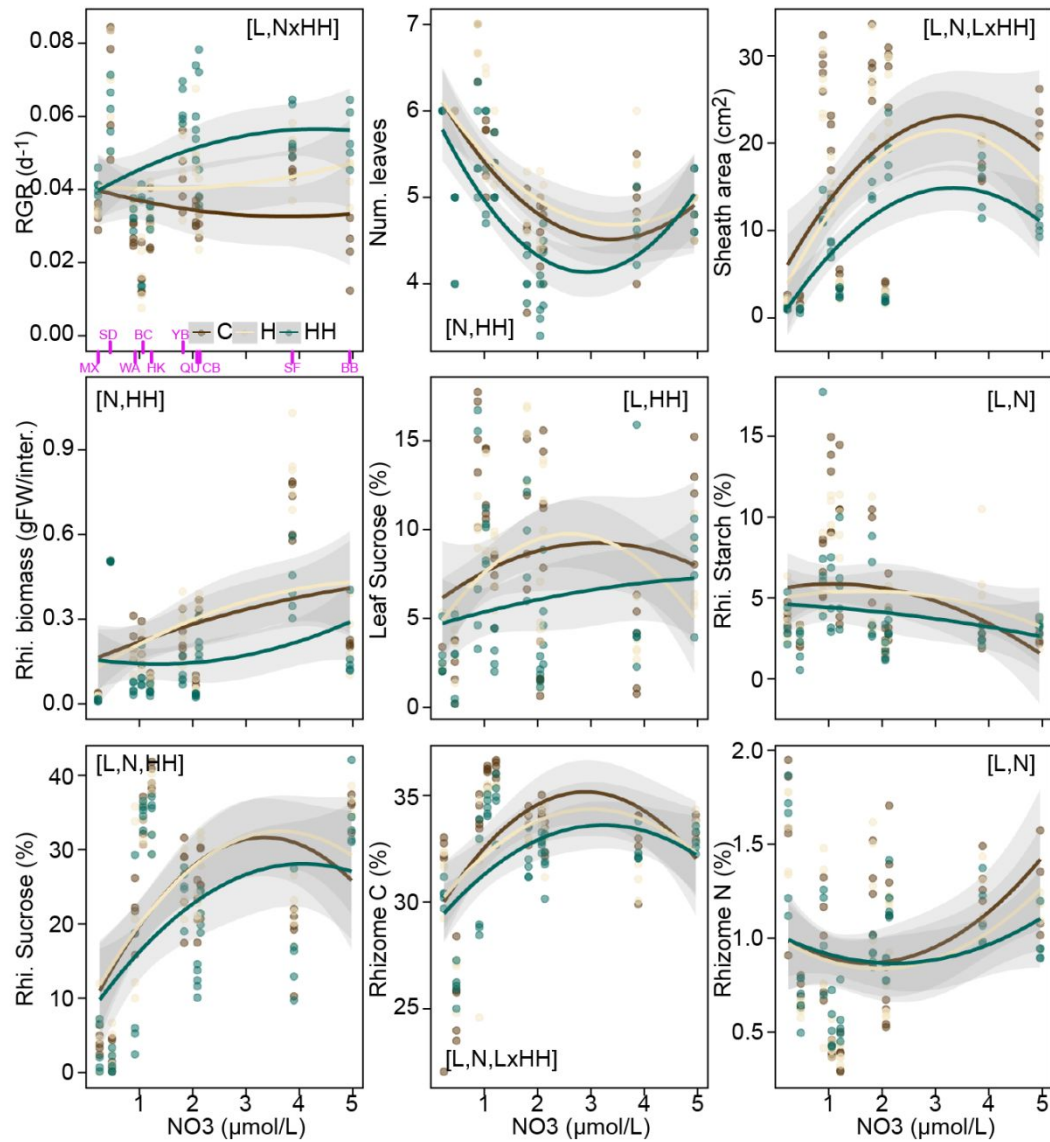 RGR (d-1)
0.08
0.06
0.04
0.02
0.00
[L,NxHH]
C H HH
SD BC YB
MX WA HK QU CB SF BB
Num. leaves
7
6
5
4
[N,HH]
Sheath area (cm2)
30
20
10
0
[L,N,LxHH]
Rhi. biomass (gFW/inter.)
0.9
0.6
0.3
0.0
[N,HH]
Leaf Sucrose (%)
15
10
5
0
[L,HH]
Rhi. Starch (%)
15
10
5
0
[L,N]
Rhi. Sucrose (%)
40
30
20
10
0
[L,N,HH]
1 2 3 4 5
NO3 (µmol/L)
Rhizome C (%)
35
30
25
[L,N,LxHH]
1 2 3 4 5
NO3 (µmol/L)
Rhizome N (%)
2.0
1.5
1.0
0.5
[L,N]
1 2 3 4 5
NO3 (µmol/L)